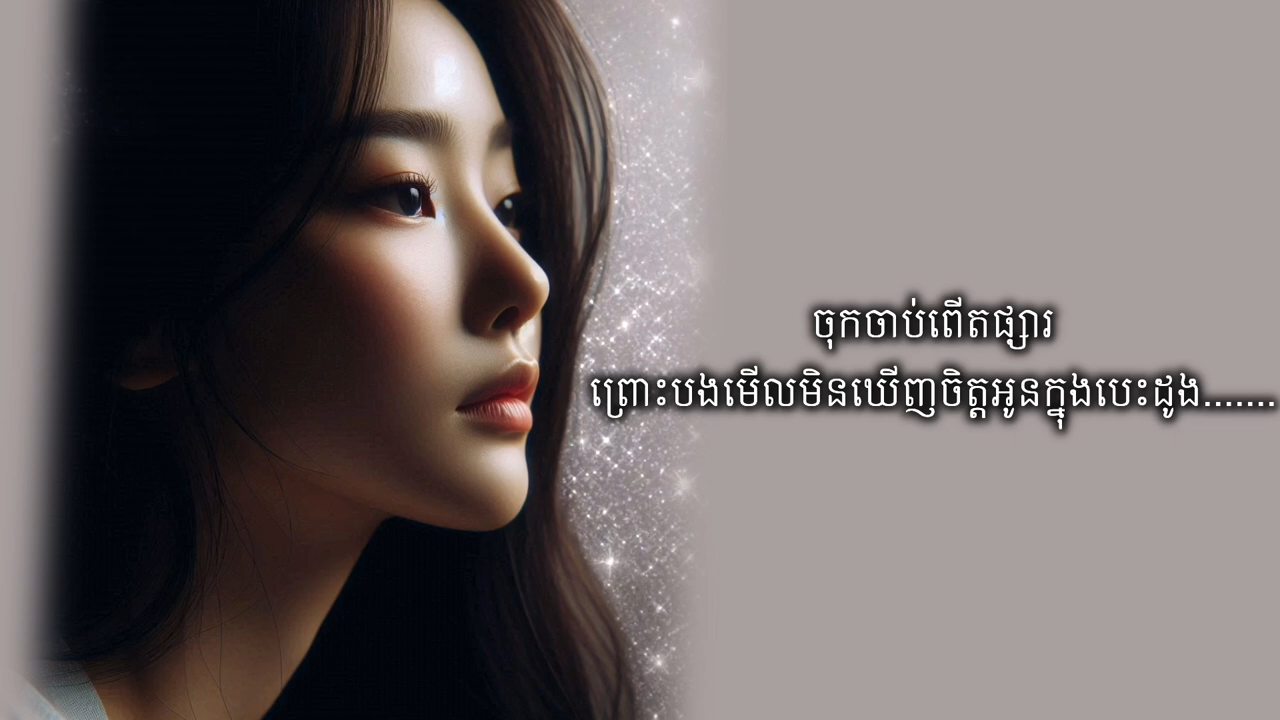 ចុកចាប់ពើតផ្សារ
ព្រោះបងមើលមិនឃើញចិត្តអូនក្នុងបេះដូង.......